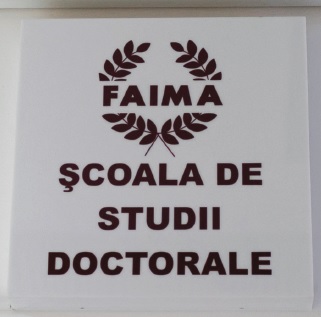 FAIMA
ŞCOALA DE
STUDII
DOCTORALE